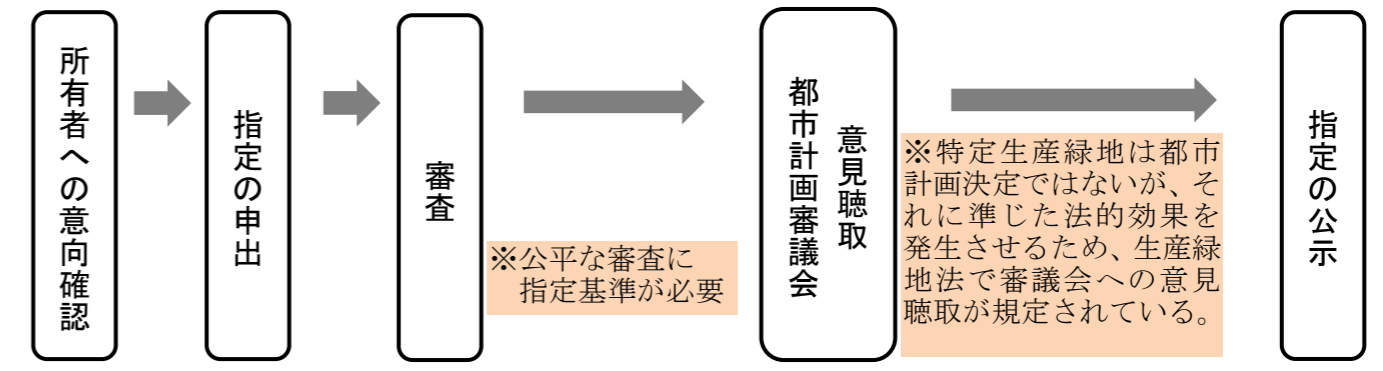 所有者への意向確認
指定の申出
審査
※公平な審査に
指定基準が必要
都市計画審議会
意見聴取
※特定生産緑地は都市
計画決定ではないが、そ
れに準じた法的効果を
発生させるため、生産緑
地法で審議会への意見
聴取が規定されている。
指定の公示